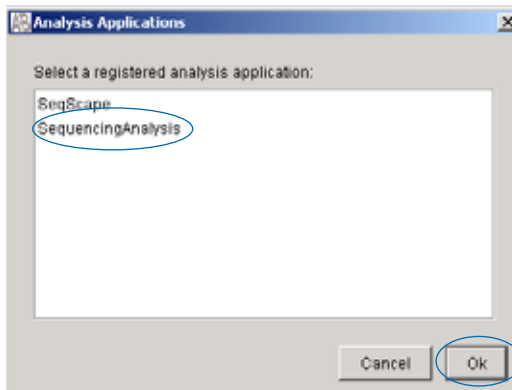 Analysis Applications
Select a registered analysis application:
SeqScape
SequencingAnalysis
Cancel Ok